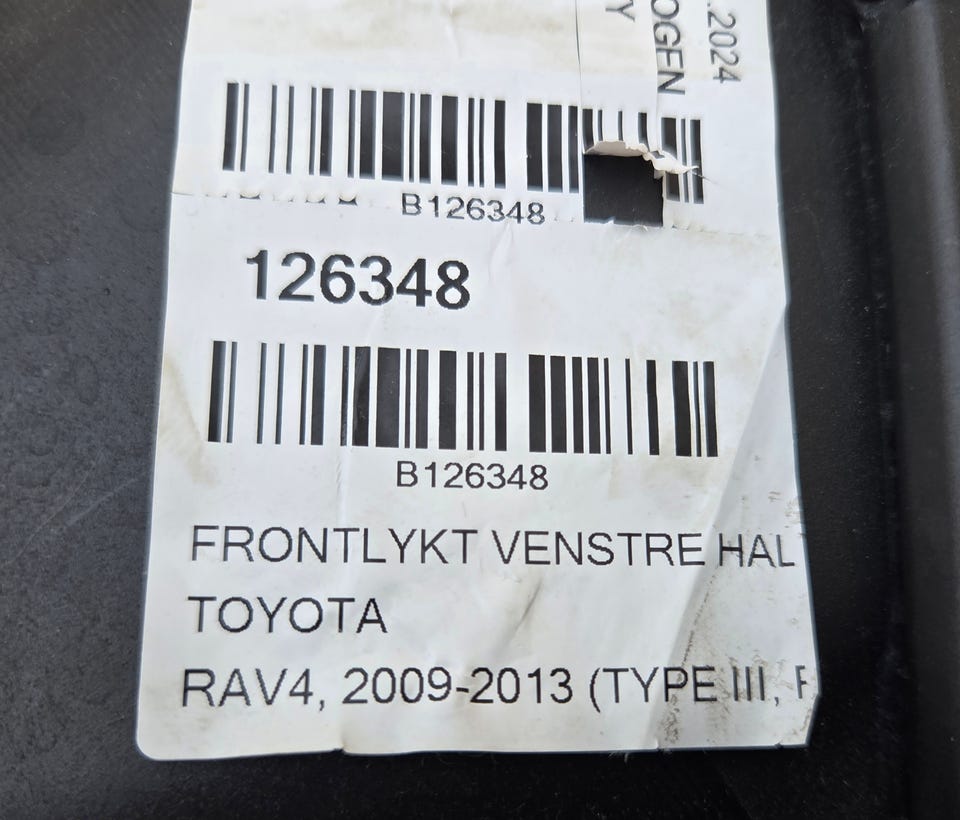 .2024
OGEN
Y
B126348
126348
B126348
FRONTLYKT VENSTRE HAL
TOYOTA
RAV4, 2009-2013 (TYPE III, F